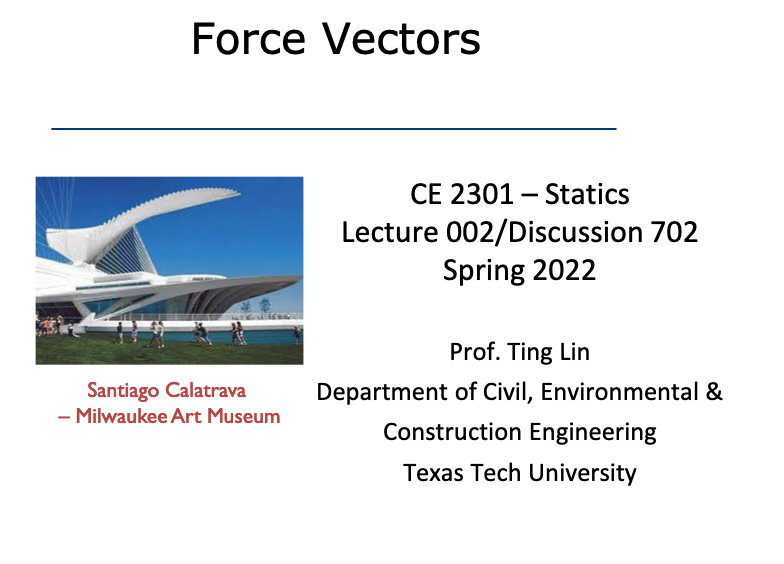 Force Vectors
CE 2301 – Statics
Lecture 002/Discussion 702
Spring 2022
Prof. Ting Lin
Department of Civil, Environmental &
Construction Engineering
Texas Tech University
Santiago Calatrava
– Milwaukee Art Museum